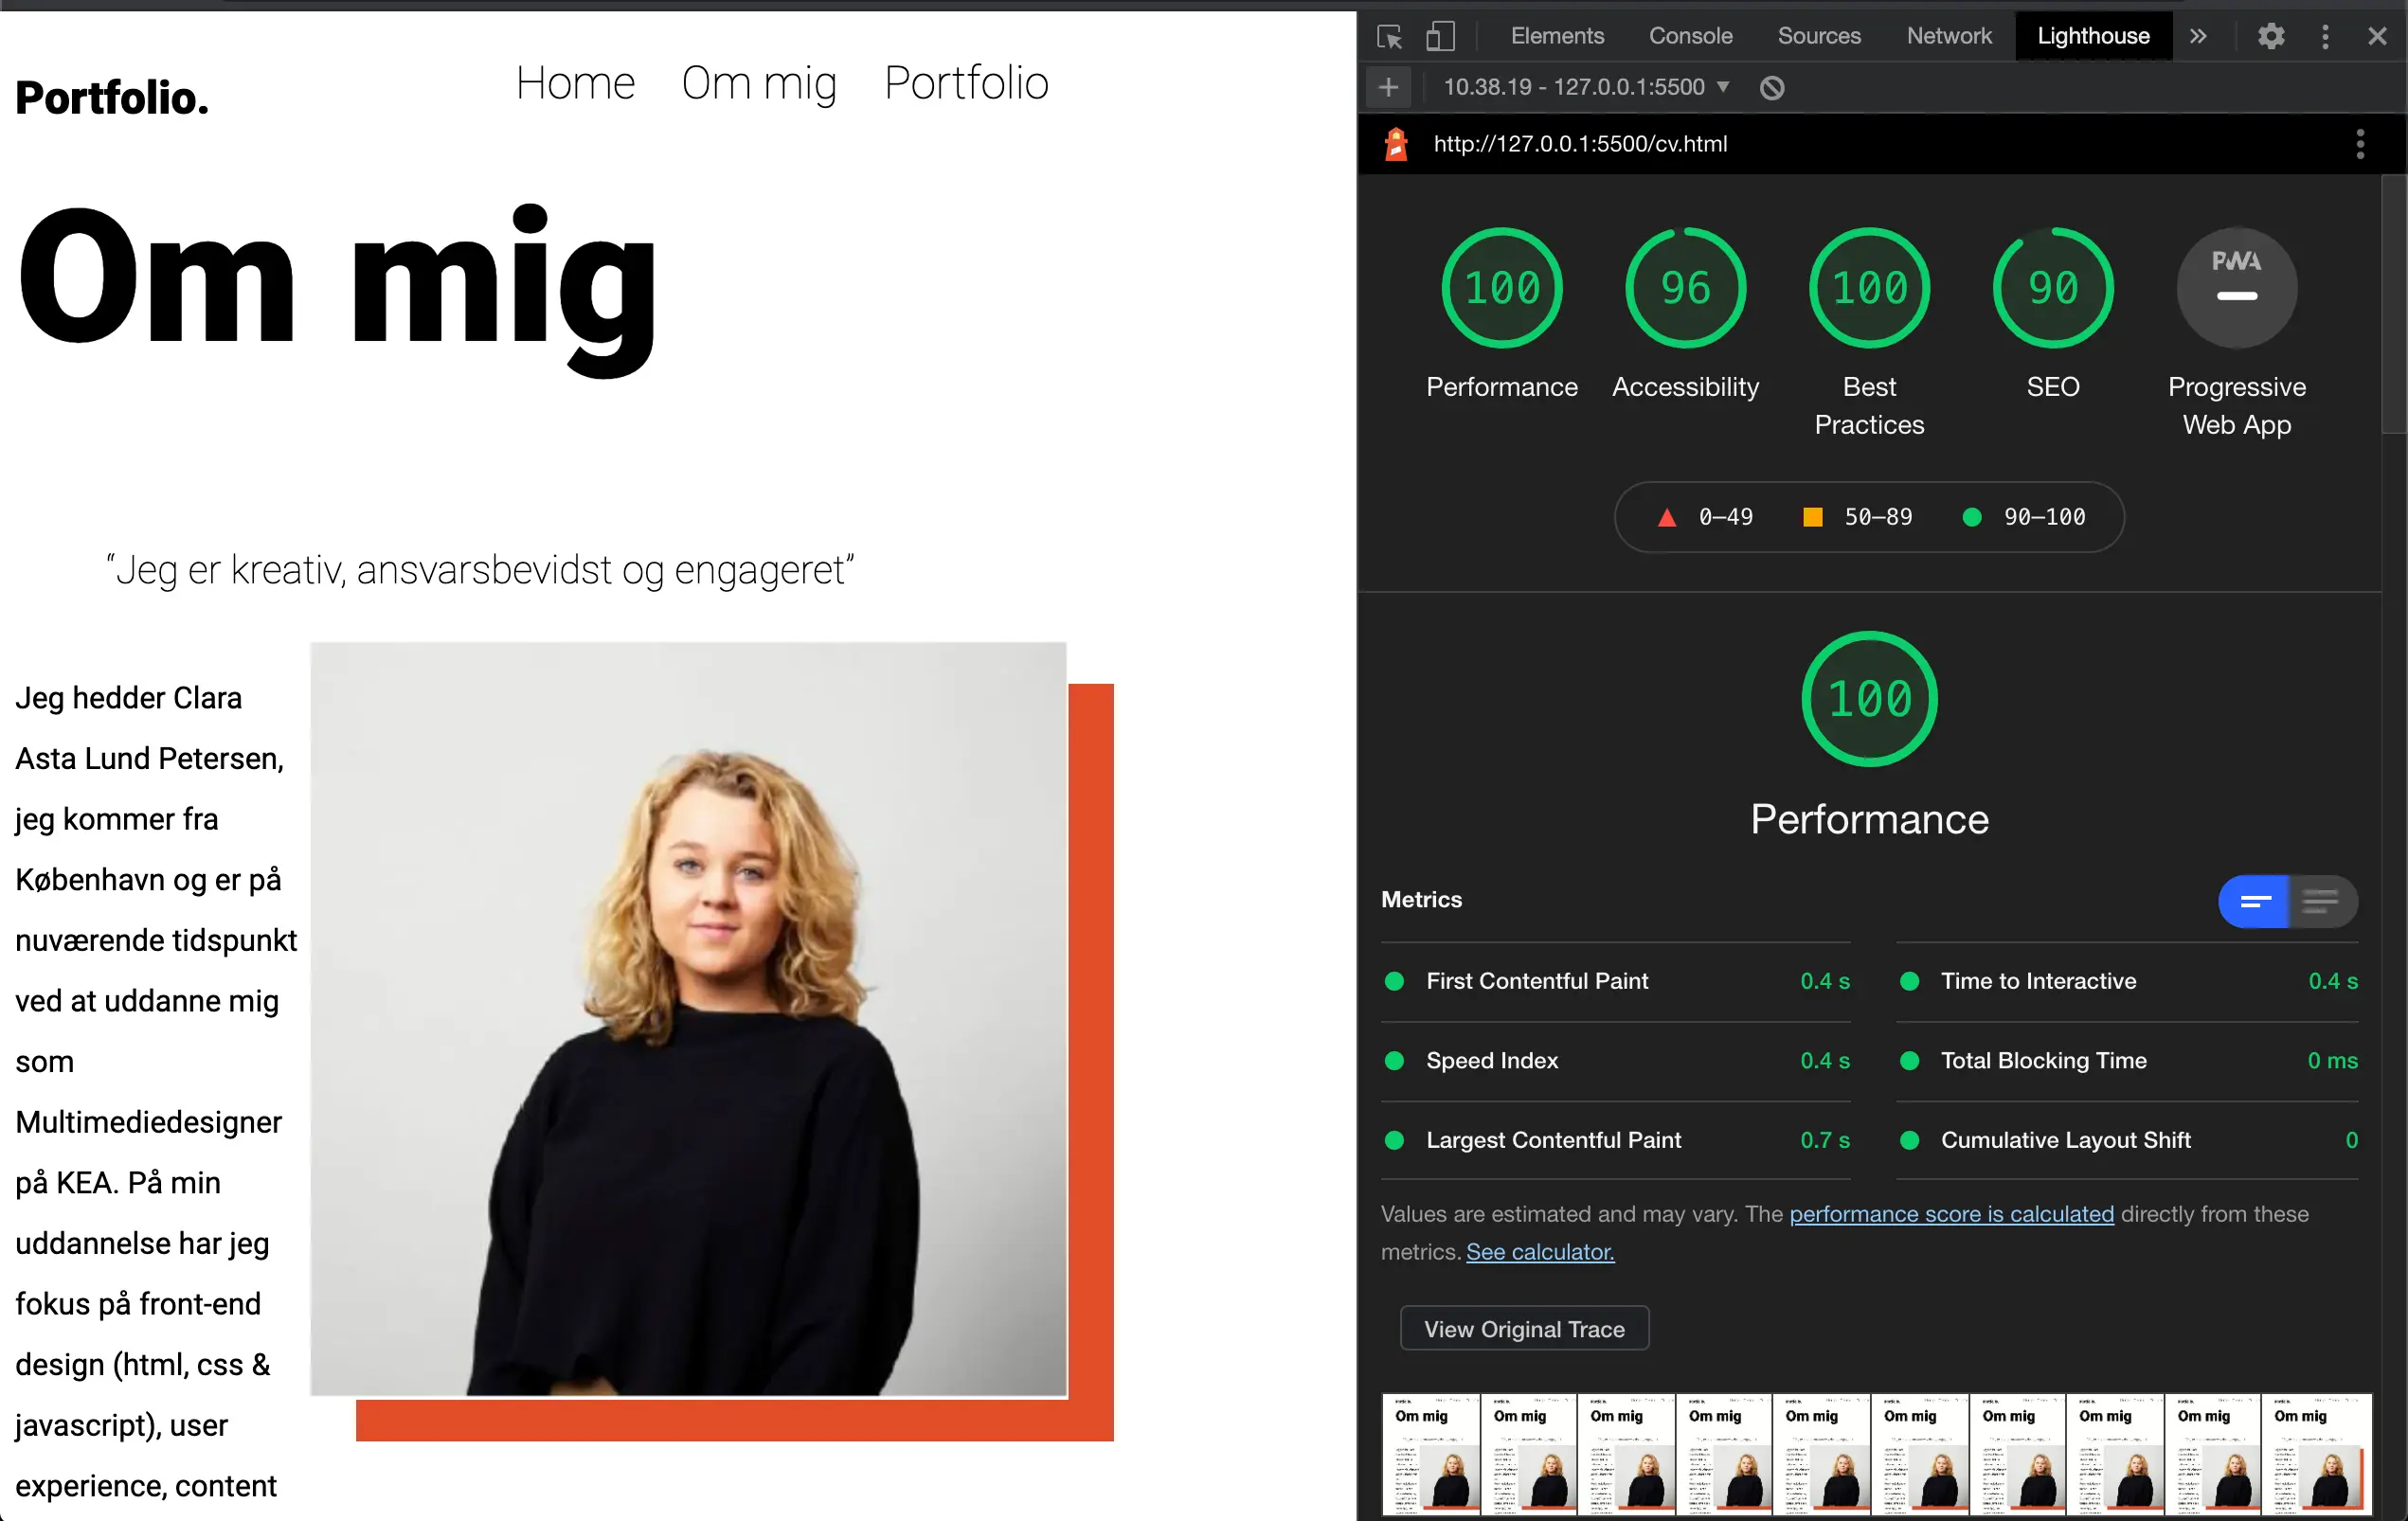 Portfolio.
Home Om mig Portfolio
Om mig
“Jeg er kreativ, ansvarsbevidst og engageret”
Jeg hedder Clara
Asta Lund Petersen,
jeg kommer fra
København og er på
nuværende tidspunkt
ved at uddanne mig
som
Multimediedesigner
på KEA. På min
uddannelse har jeg
fokus på front-end
design (html, css &
javascript), user
experience, content
Elements Console Sources Network Lighthouse »
10.38.19 - 127.0.0.1:5500
http://127.0.0.1:5500/cv.html
100 96 100 90 PWA
Performance Accessibility Best Practices SEO Progressive Web App
0–49 50–89 90–100
100
Performance
Metrics
First Contentful Paint 0.4 s
Time to Interactive 0.4 s
Speed Index 0.4 s
Total Blocking Time 0 ms
Largest Contentful Paint 0.7 s
Cumulative Layout Shift 0
Values are estimated and may vary. The performance score is calculated directly from these
metrics. See calculator.
View Original Trace
Om mig Om mig Om mig Om mig Om mig Om mig Om mig Om mig Om mig Om mig